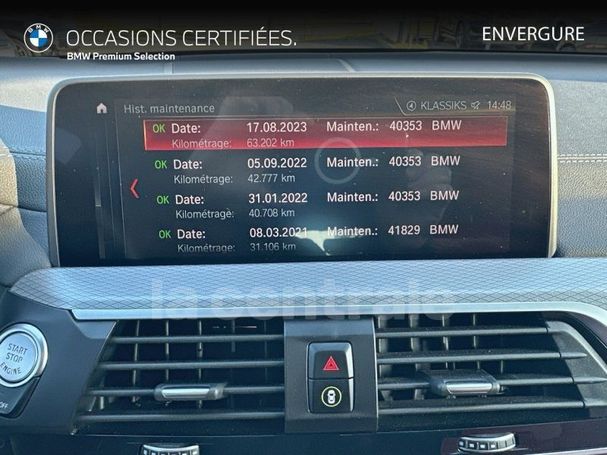 OCCASIONS CERTIFIÉES.
BMW Premium Selection
ENVERGURE
Hist. maintenance
KLASSIKS 14:48
OK Date: 17.08.2023 Mainten.: 40353 BMW
Kilométrage: 63.202 km
OK Date: 05.09.2022 Mainten.: 40353 BMW
Kilométrage: 42.777 km
OK Date: 31.01.2022 Mainten.: 40353 BMW
Kilométrage: 40.708 km
OK Date: 08.03.2021 Mainten.: 41829 BMW
Kilométrage: 31.106 km
la centrale
START
STOP
ENGINE
OFF